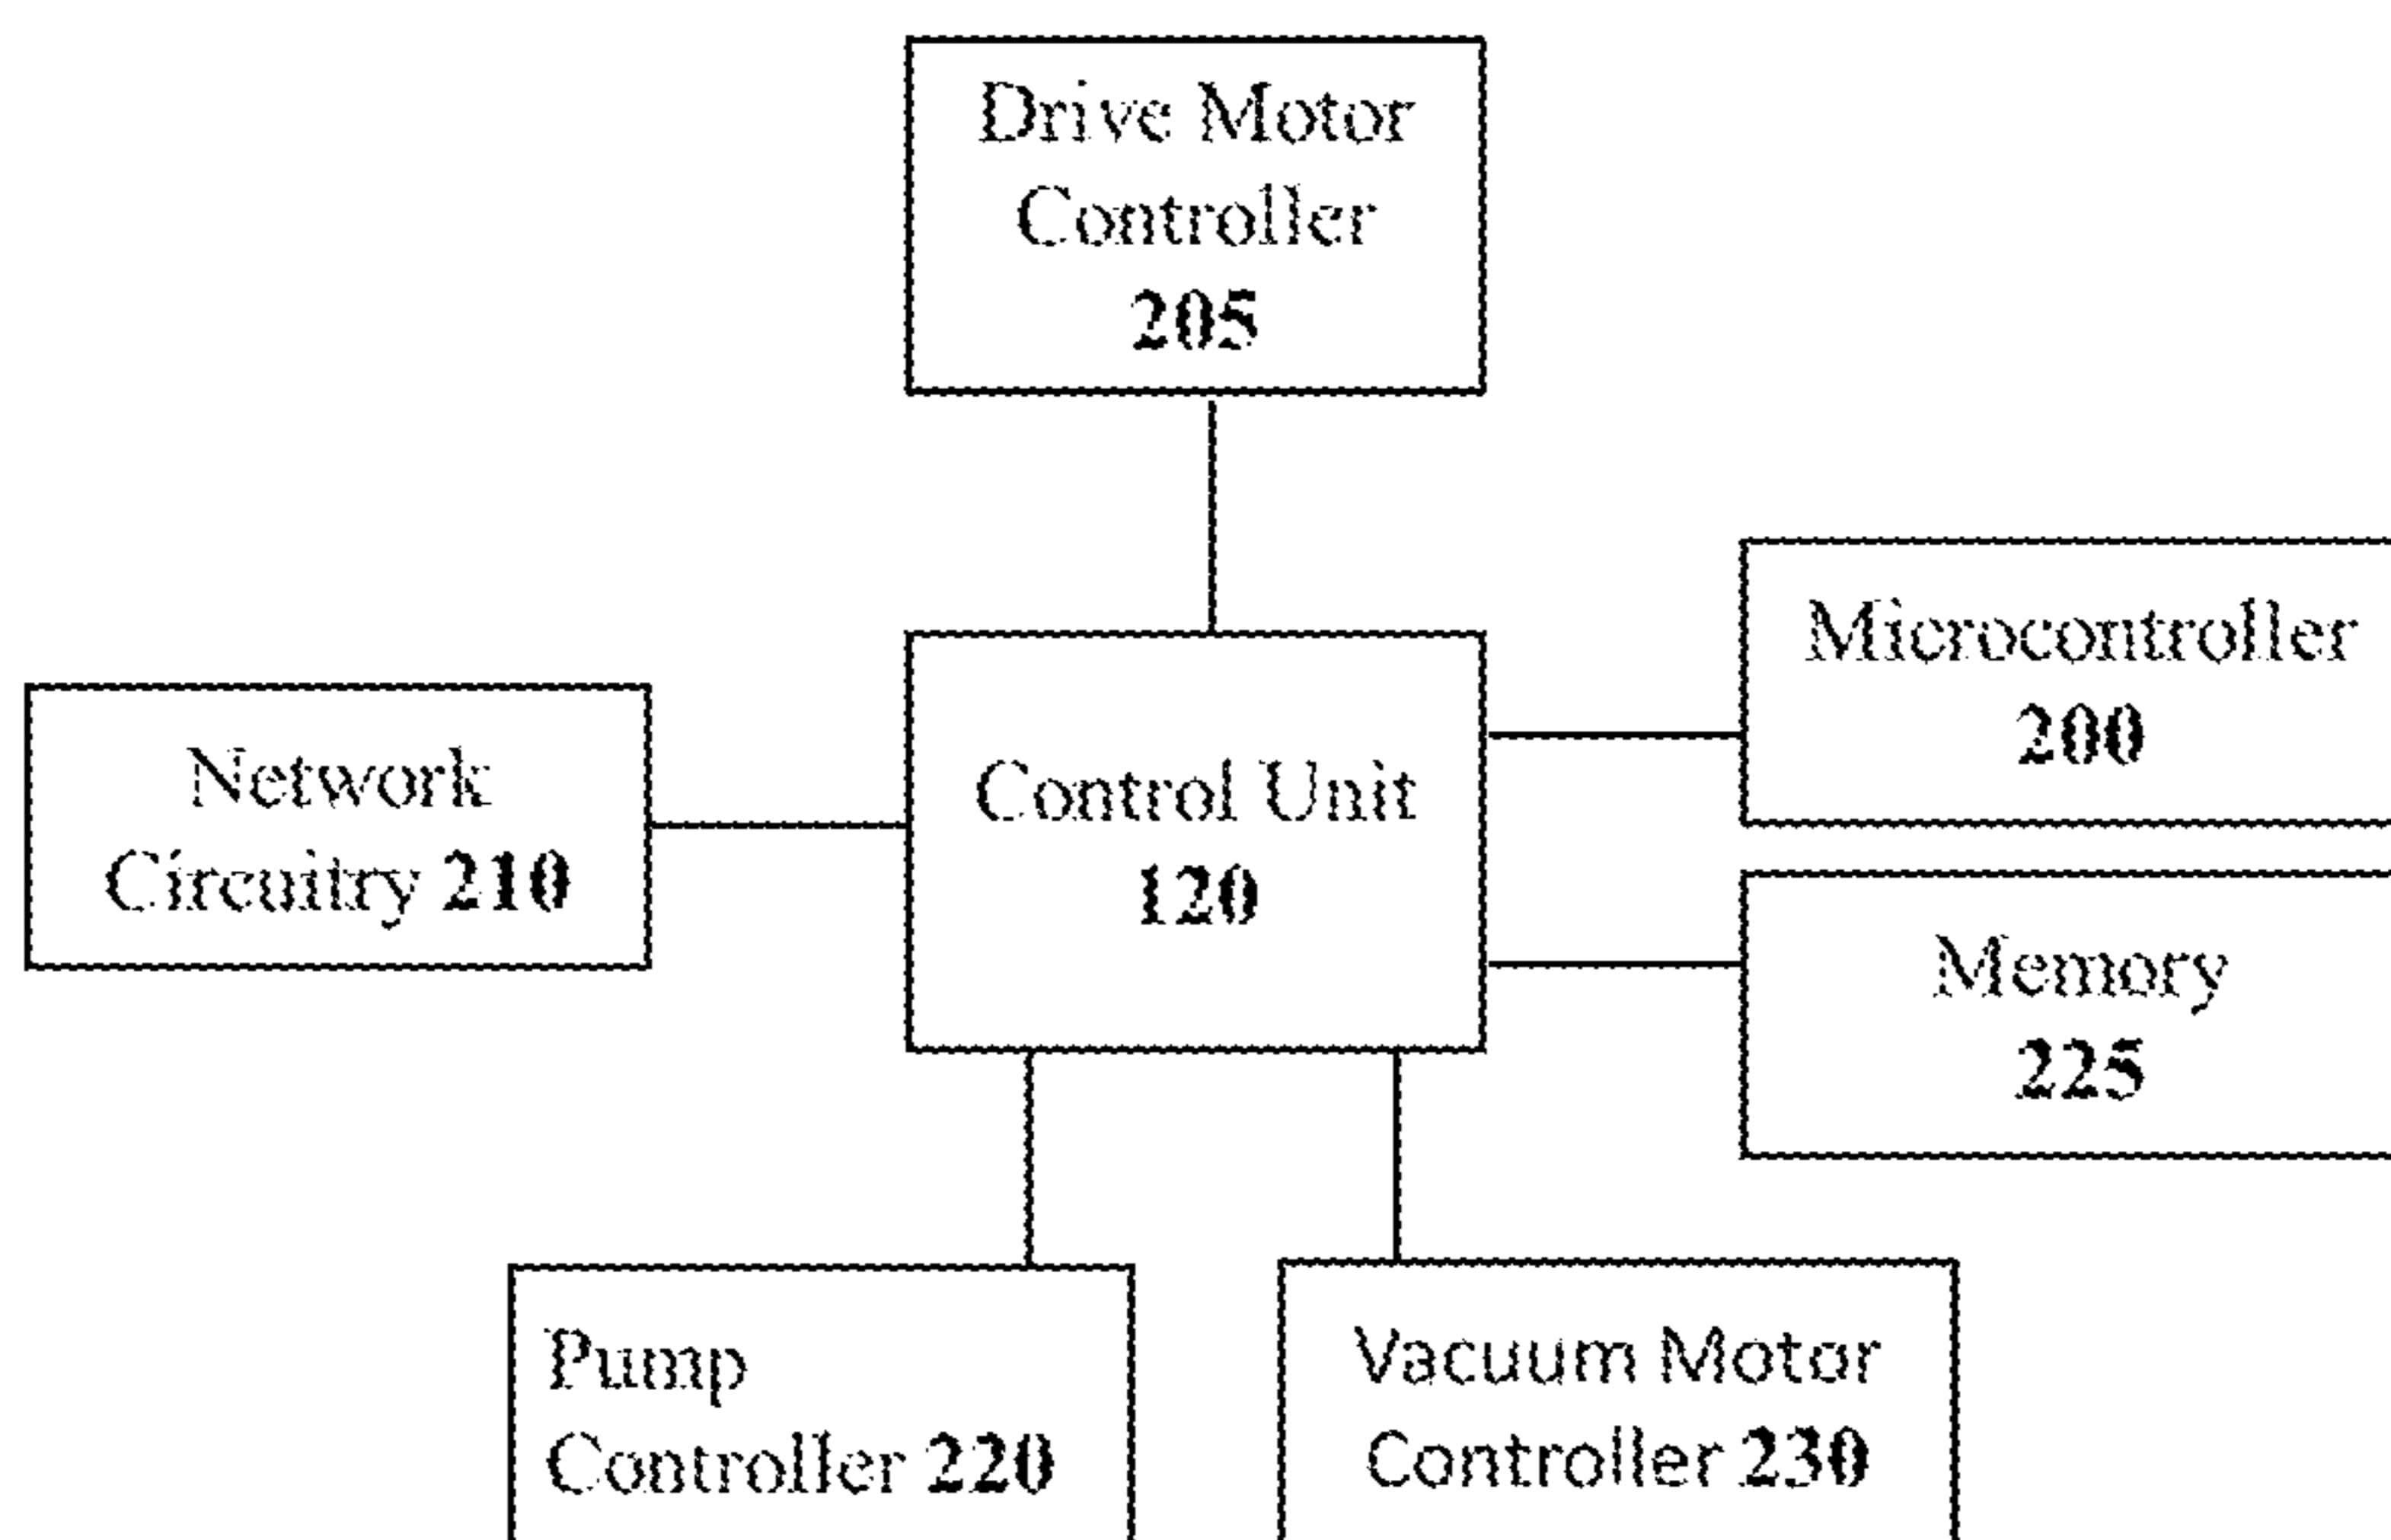 Drive Motor
Controller
205
Microcontroller
200
Network
Circuitry 210
Control Unit
120
Memory
225
Pump
Controller 220
Vacuum Motor
Controller 230